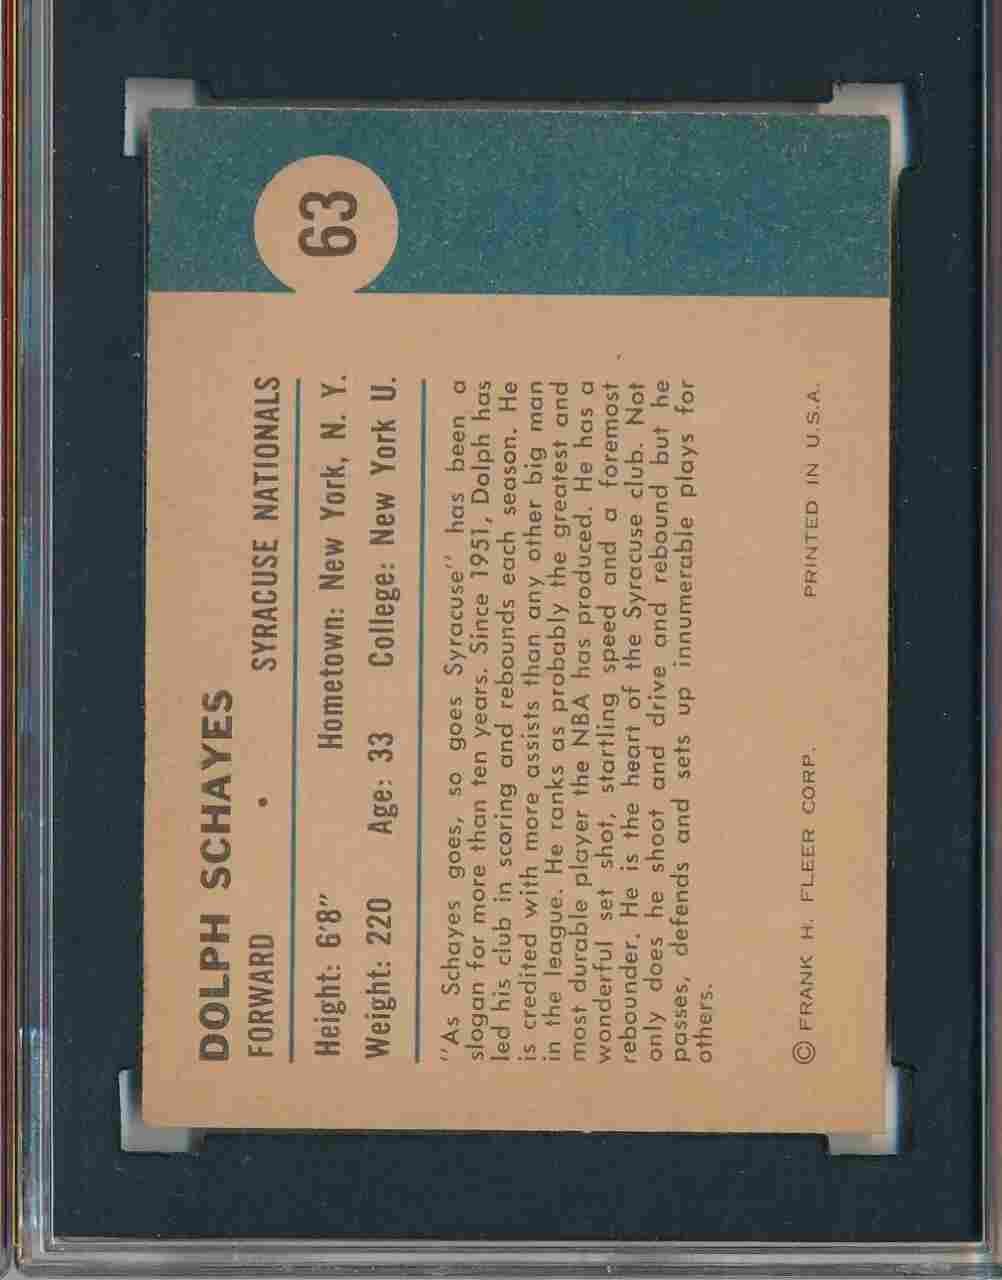 63
DOLPH SCHAYES
FORWARD • SYRACUSE NATIONALS
Height: 6'8" Hometown: New York, N. Y.
Weight: 220 Age: 33 College: New York U.
"As Schayes goes, so goes Syracuse" has been a
slogan for more than ten years. Since 1951, Dolph has
led his club in scoring and rebounds each season. He
is credited with more assists than any other big man
in the league. He ranks as probably the greatest and
most durable player the NBA has produced. He has a
wonderful set shot, startling speed and a foremost
rebounder. He is the heart of the Syracuse club. Not
only does he shoot and drive and rebound but he
passes, defends and sets up innumerable plays for
others.
© FRANK H. FLEER CORP. PRINTED IN U.S.A.